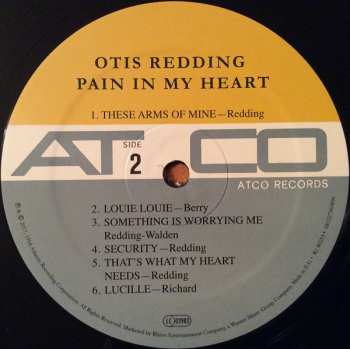 OTIS REDDING
PAIN IN MY HEART
1. THESE ARMS OF MINE—Redding
ATCO
SIDE
2
ATCO RECORDS
2. LOUIE LOUIE—Berry
3. SOMETHING IS WORRYING ME
Redding-Walden
4. SECURITY—Redding
5. THAT'S WHAT MY HEART
NEEDS—Redding
6. LUCILLE—Richard